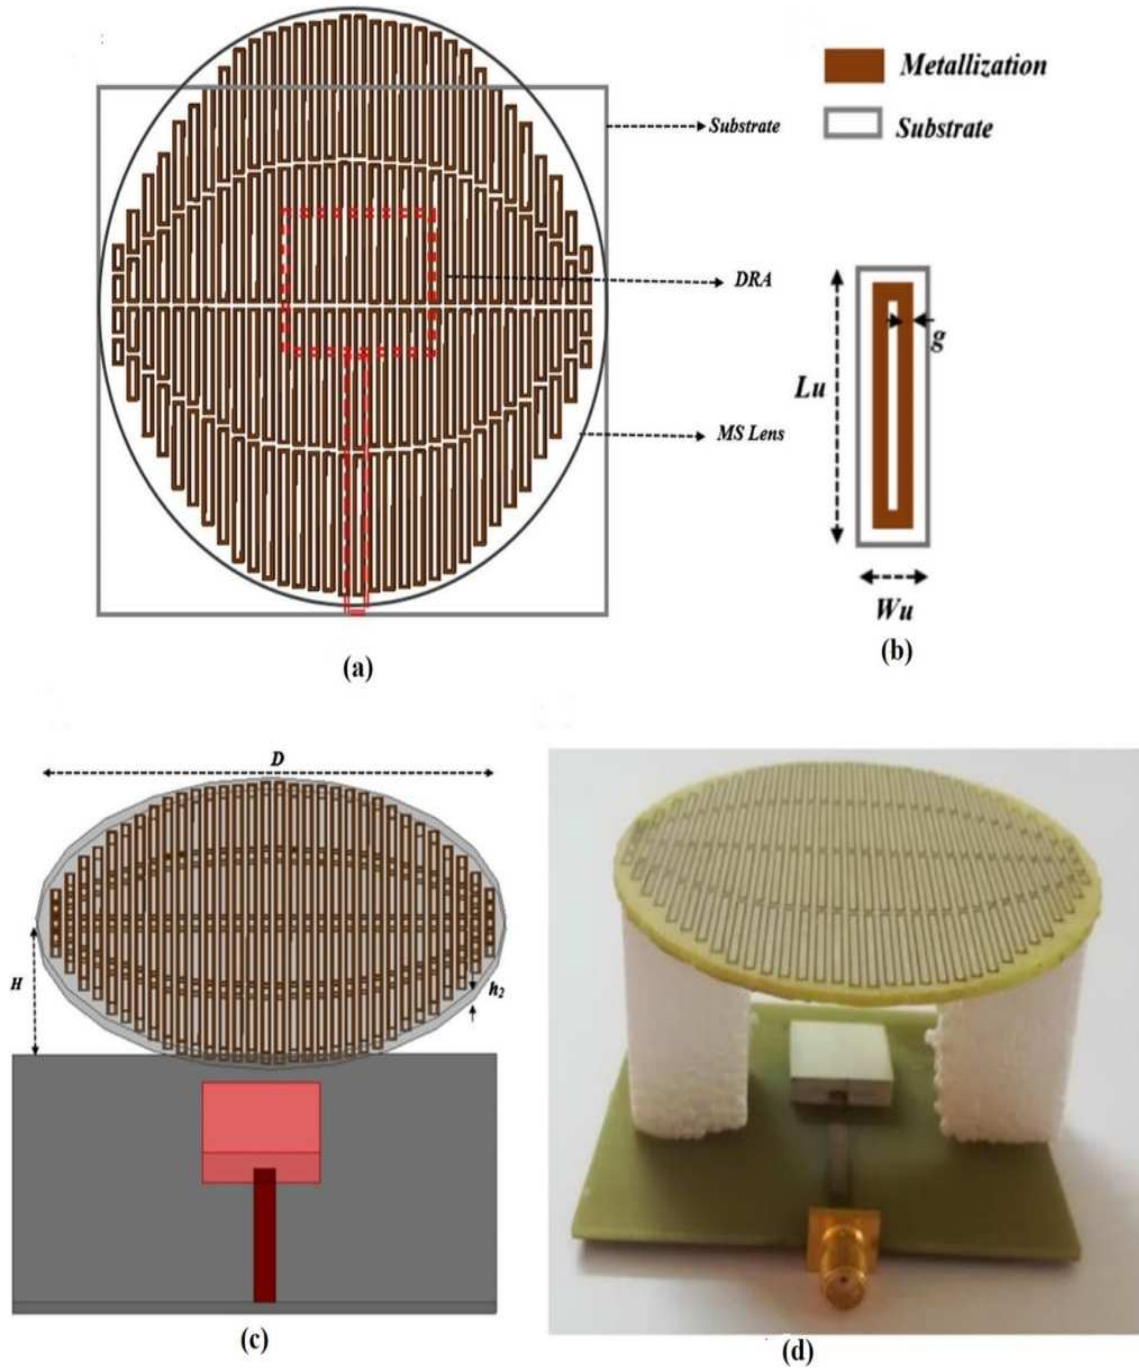 Metallization
Substrate
Substrate
DRA
MS Lens
g
Lu
Wu
(a)
(b)
D
H
h2
(c)
(d)